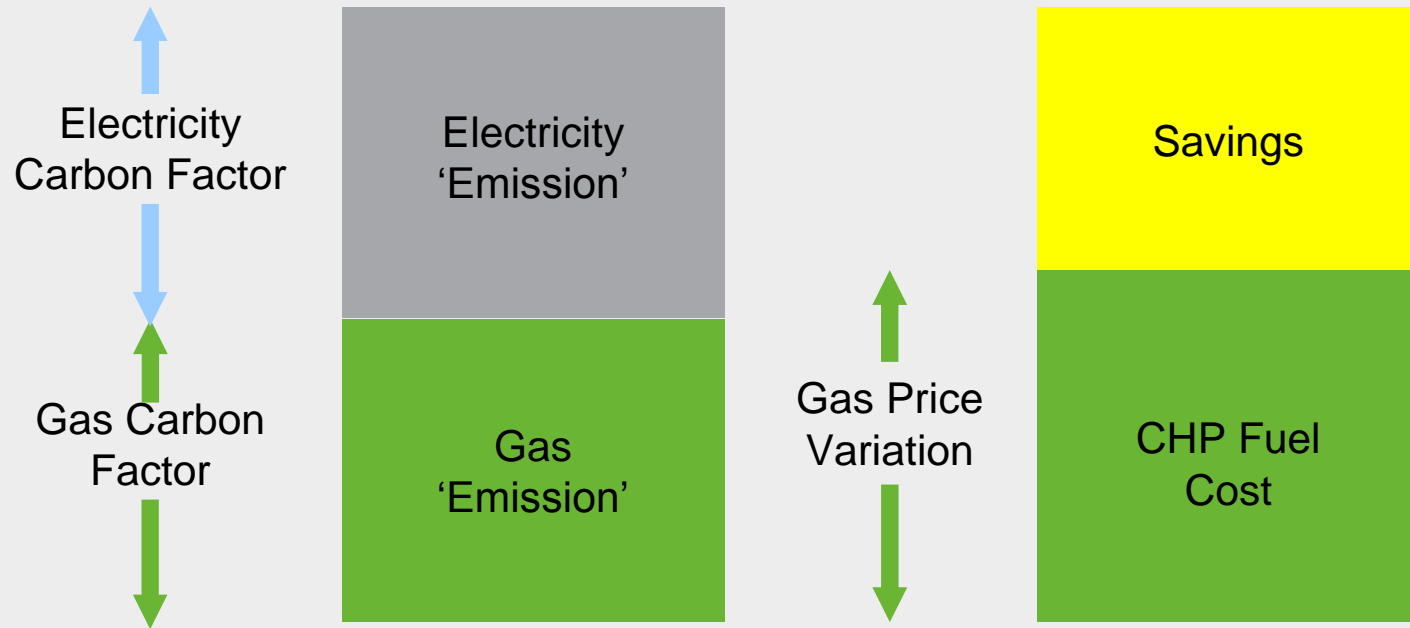 Electricity
Carbon Factor
Electricity
‘Emission’
Savings
Gas Carbon
Factor
Gas
‘Emission’
Gas Price
Variation
CHP Fuel
Cost